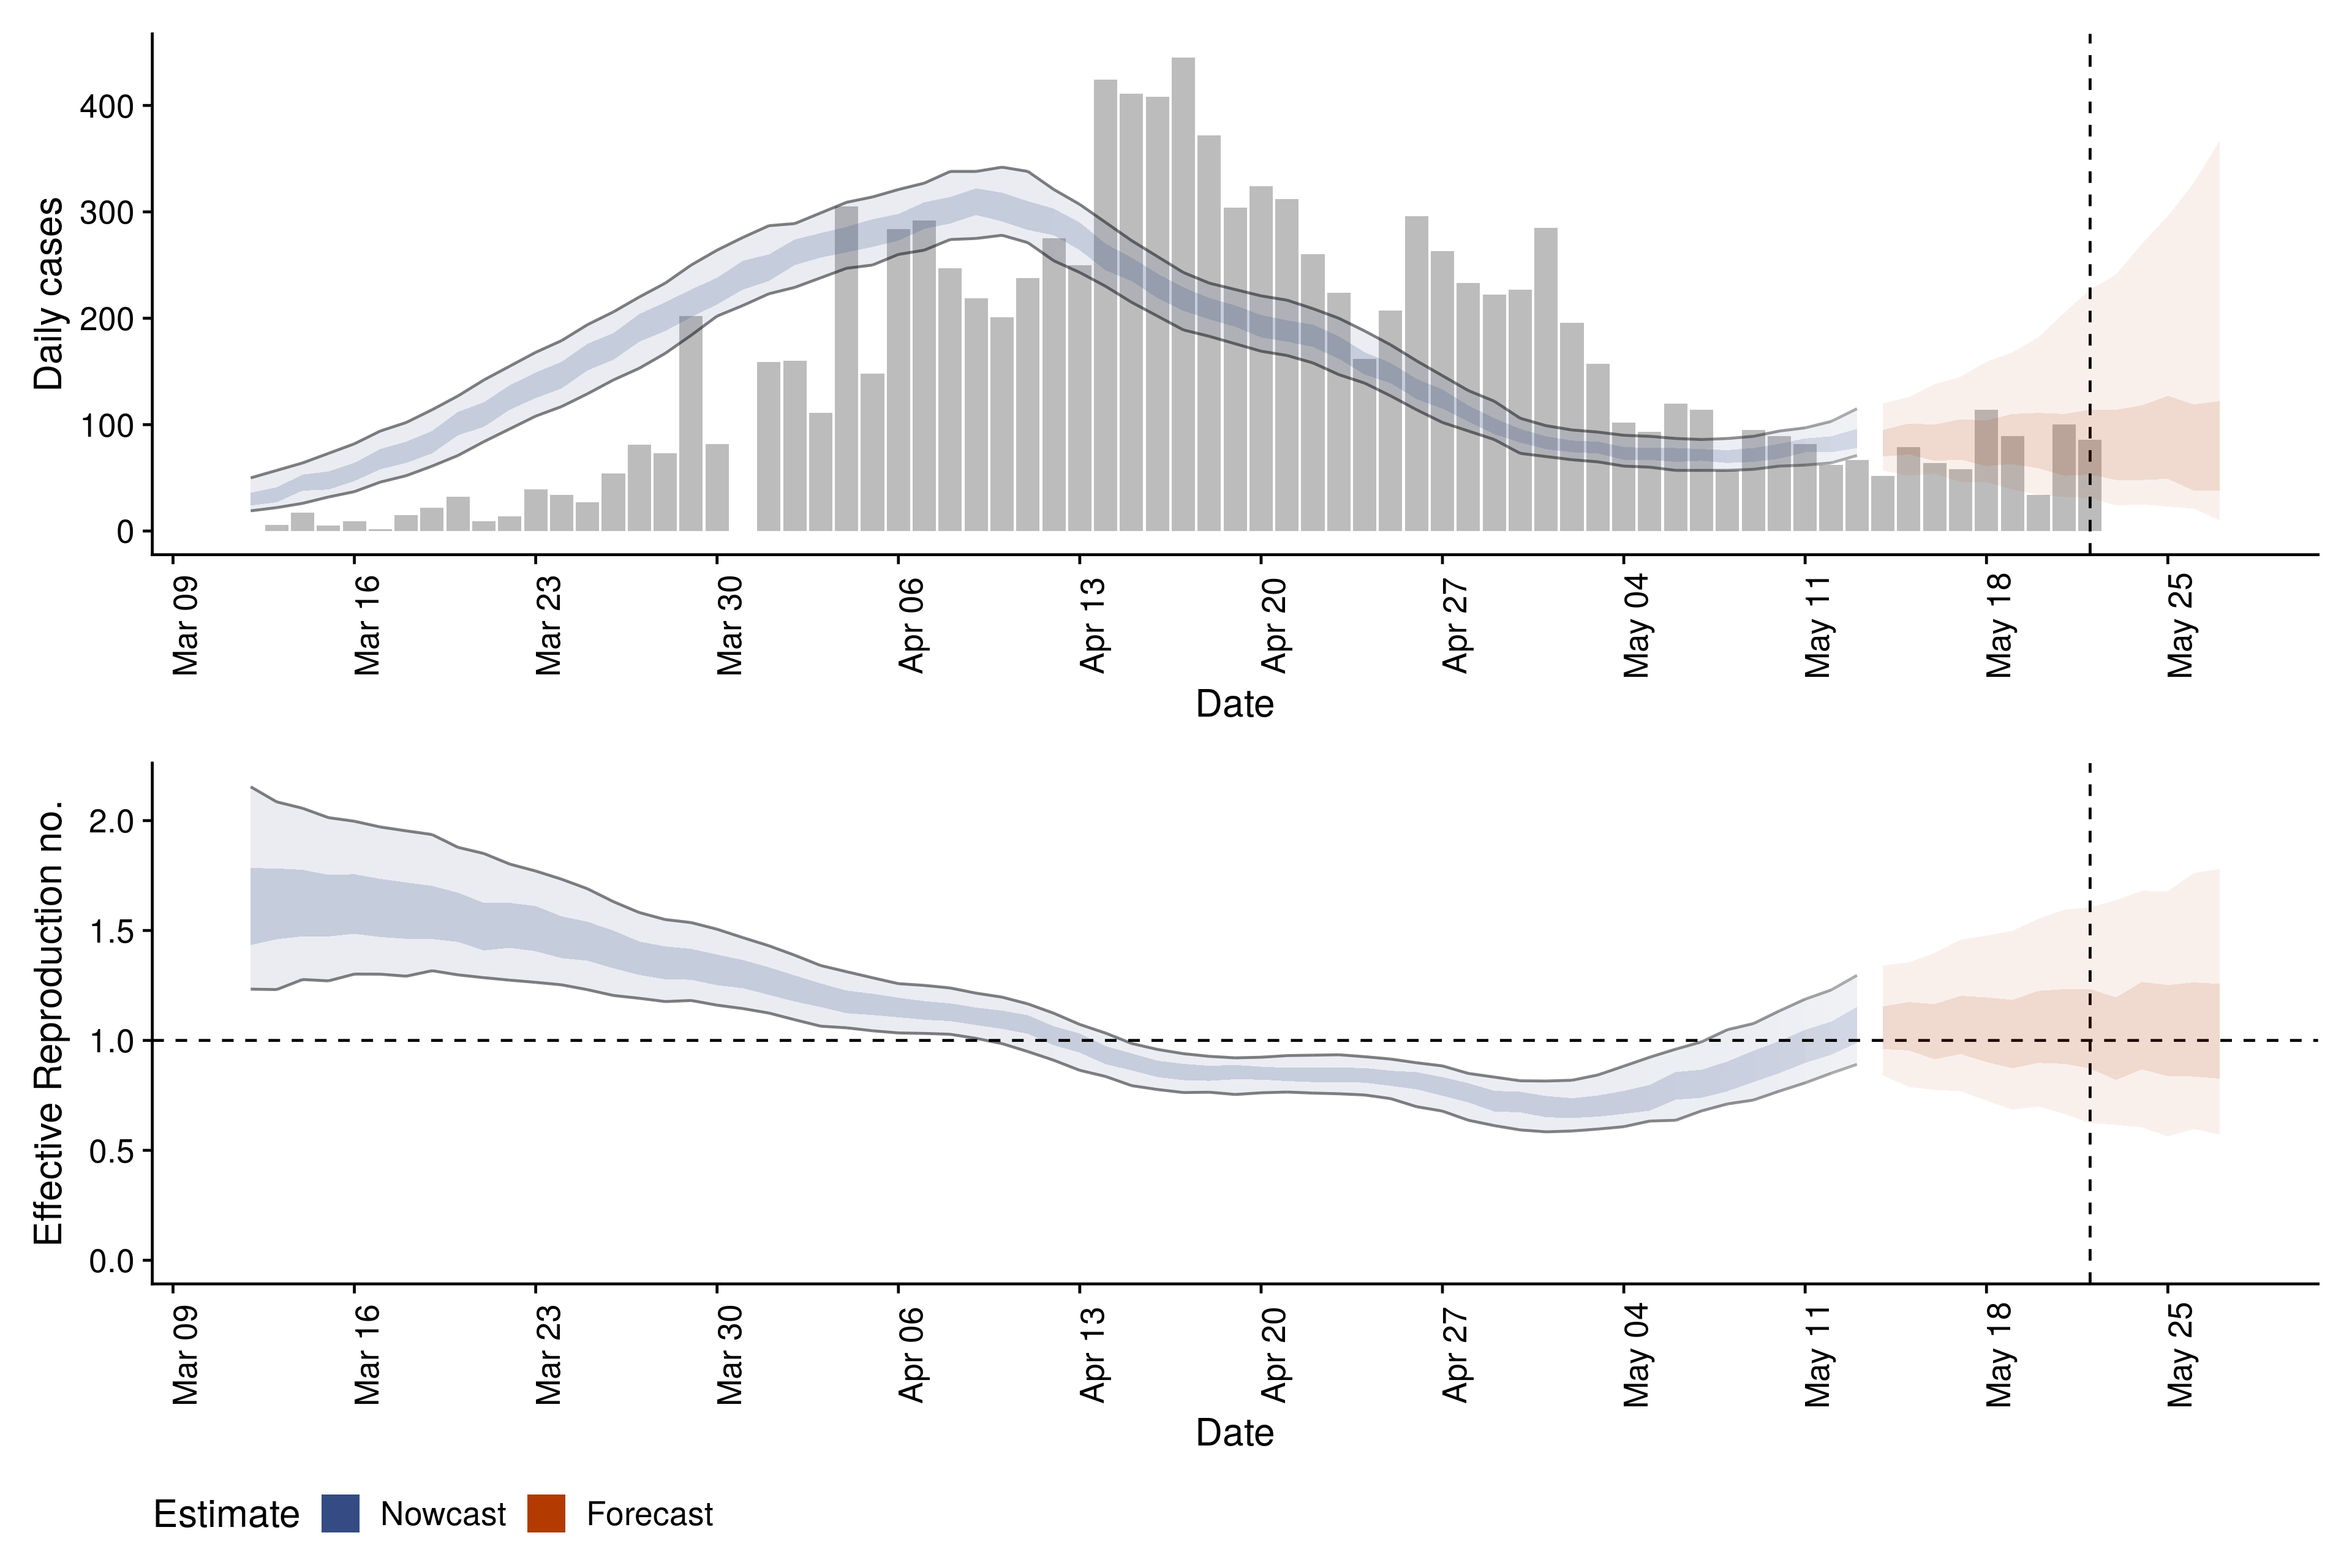 Daily cases
400
300
200
100
0
Mar 09
Mar 16
Mar 23
Mar 30
Apr 06
Apr 13
Apr 20
Apr 27
May 04
May 11
May 18
May 25
Date
Effective Reproduction no.
2.0
1.5
1.0
0.5
0.0
Mar 09
Mar 16
Mar 23
Mar 30
Apr 06
Apr 13
Apr 20
Apr 27
May 04
May 11
May 18
May 25
Date
Estimate Nowcast Forecast